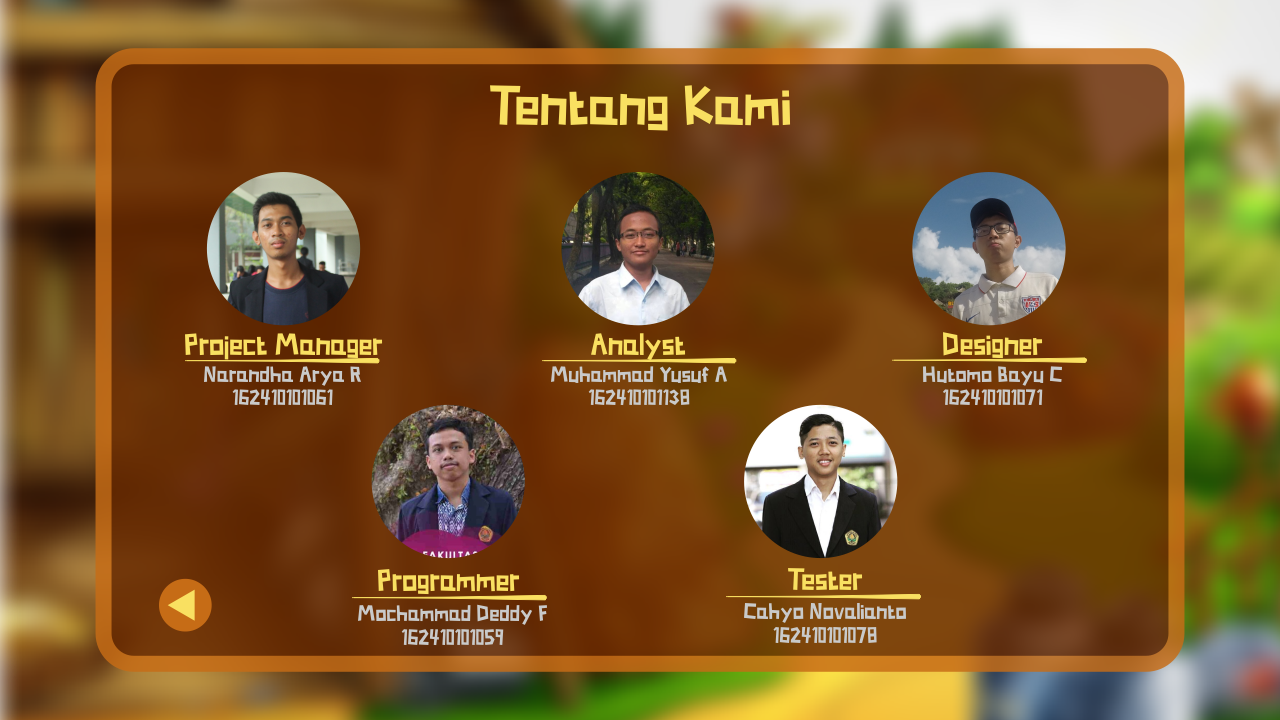 Tentang Kami
Project Manager
Narandha Arya R
162410101061
Analyst
Muhammad Yusuf A
162410101138
Designer
Hutomo Bayu C
162410101071
FAKULTAS
Programmer
Mochammad Deddy F
162410101059
Tester
Cahyo Novalianto
162410101078